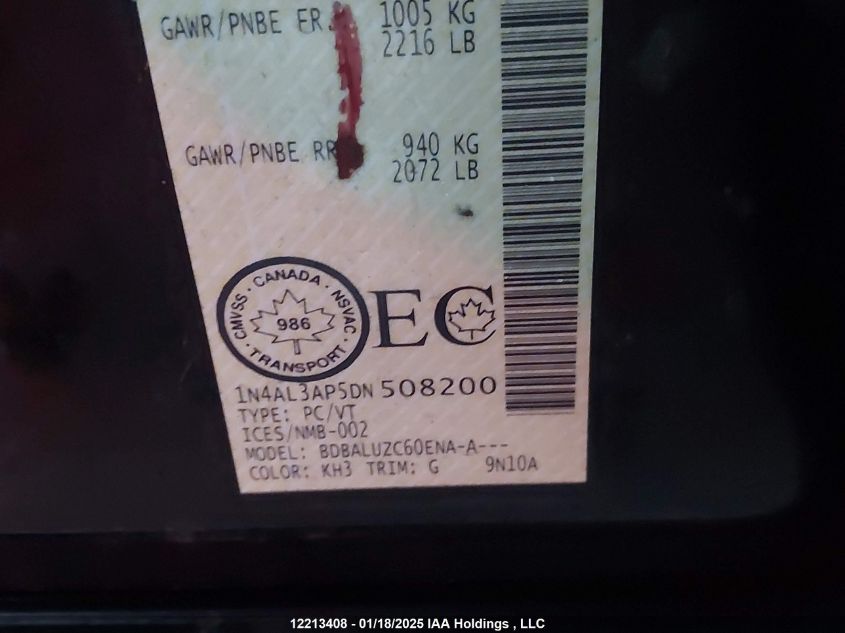 GAWR/PNBE FR 1005 KG
2216 LB
GAWR/PNBE RR 940 KG
2072 LB
CMVSS · CANADA · NSVAC · TRANSPORT ·
986
EC
1N4AL3AP5DN508200
TYPE: PC/VT
ICES/NMB-002
MODEL: BDBALUZC60ENA-A---
COLOR: KH3 TRIM: G 9N10A
12213408 - 01/18/2025 IAA Holdings , LLC